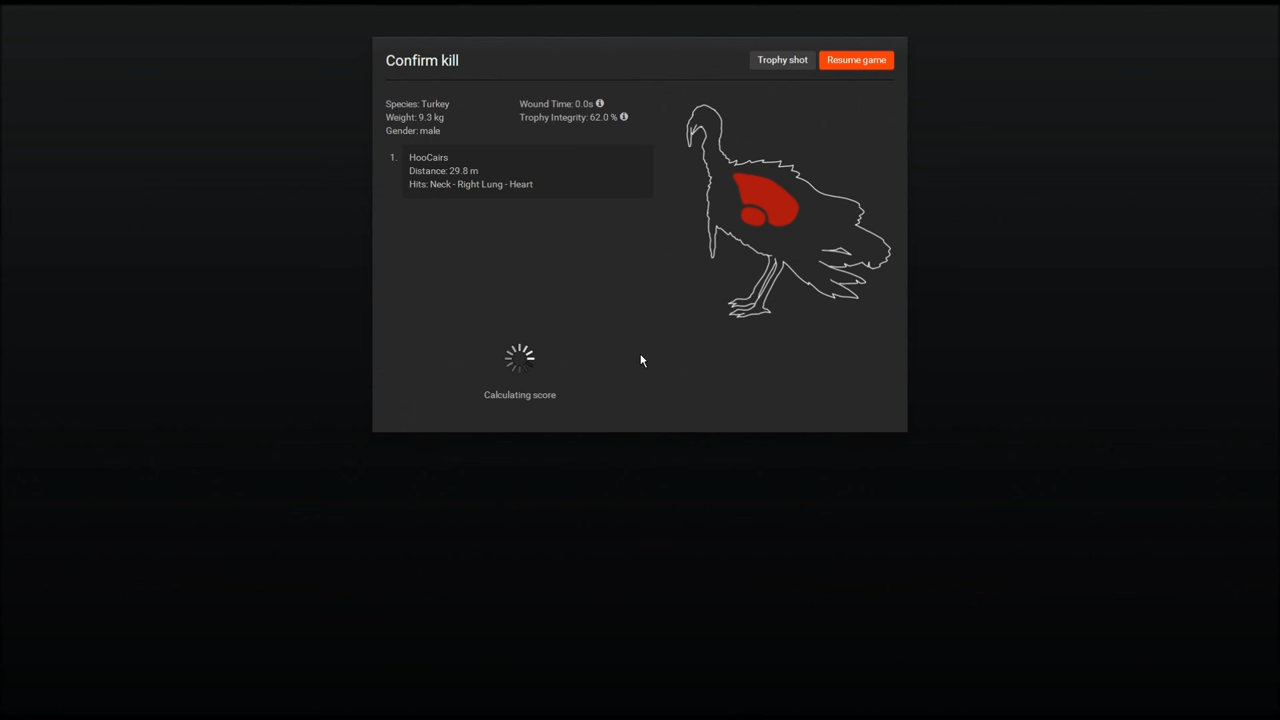 Confirm kill
Trophy shot
Resume game
Species: Turkey
Weight: 9.3 kg
Gender: male
Wound Time: 0.0s
Trophy Integrity: 62.0 %
1.
HooCairs
Distance: 29.8 m
Hits: Neck - Right Lung - Heart
Calculating score